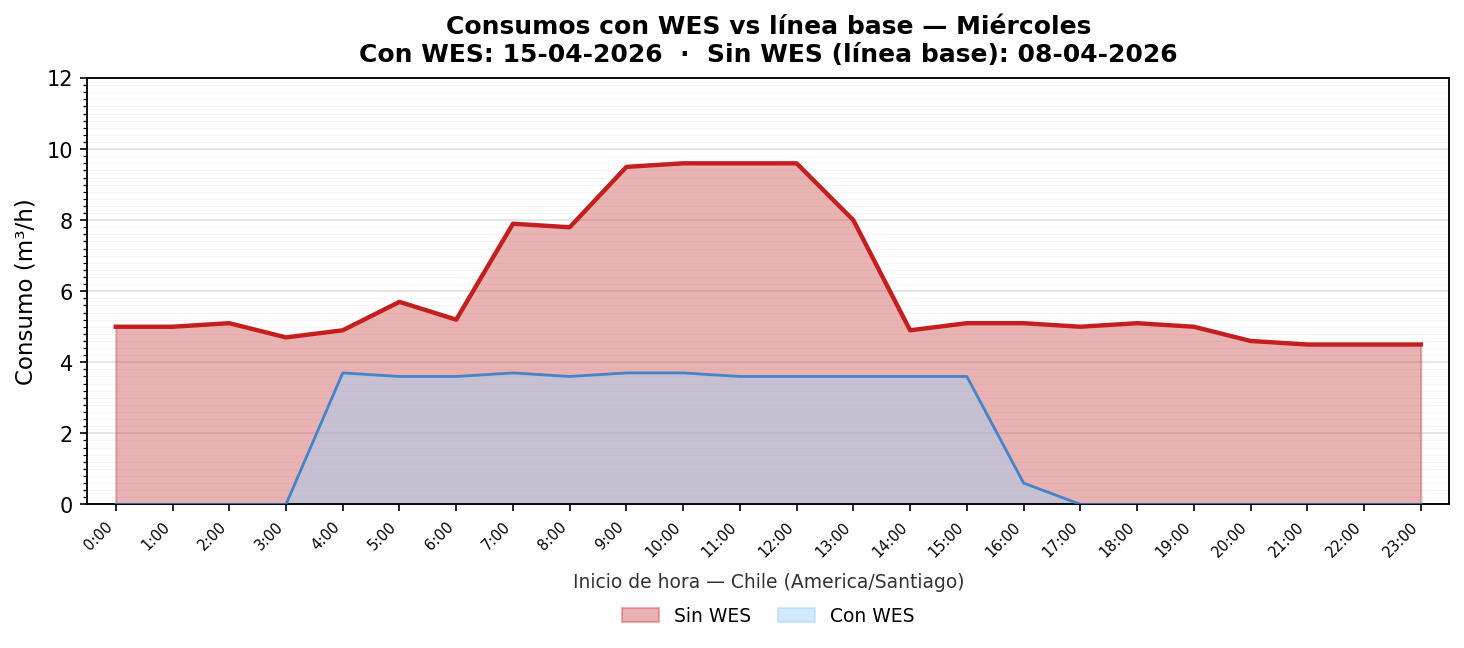 Consumos con WES vs línea base — Miércoles
Con WES: 15-04-2026 · Sin WES (línea base): 08-04-2026
Consumo (m³/h)
12
10
8
6
4
2
0
0:00 1:00 2:00 3:00 4:00 5:00 6:00 7:00 8:00 9:00 10:00 11:00 12:00 13:00 14:00 15:00 16:00 17:00 18:00 19:00 20:00 21:00 22:00 23:00
Inicio de hora — Chile (America/Santiago)
Sin WES Con WES